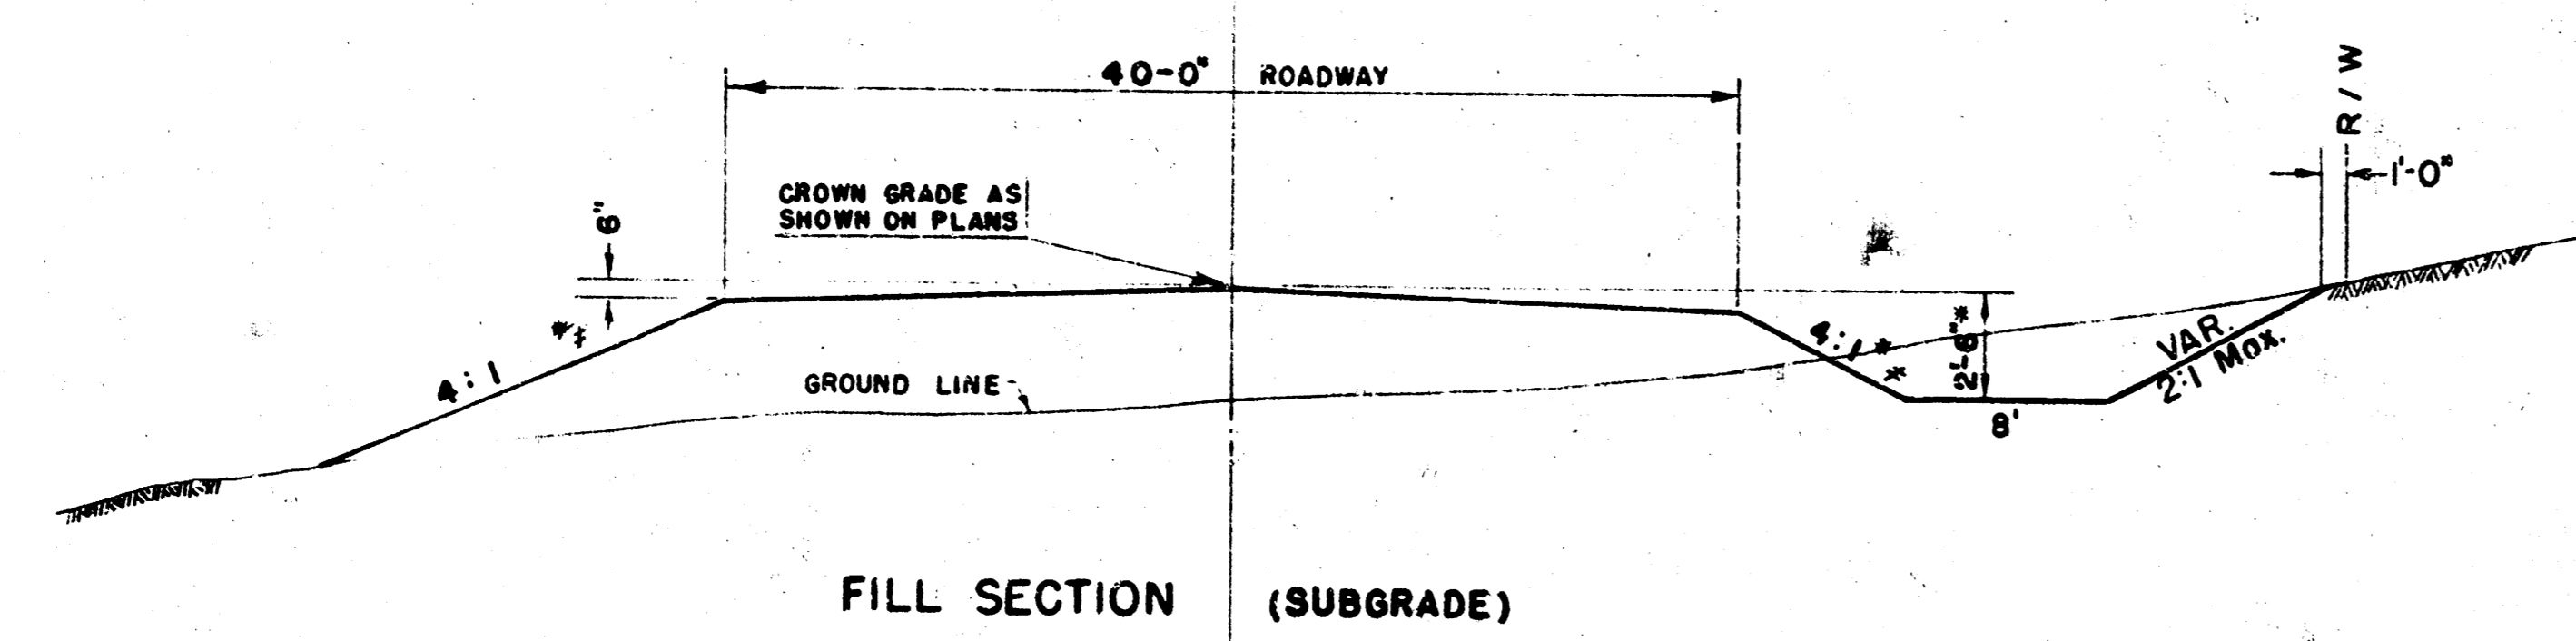 40-0" ROADWAY
R/W
1'-0"
CROWN GRADE AS
SHOWN ON PLANS
6"
4:1
**
GROUND LINE
4:1**
2'-6"*
8'
VAR.
2:1 Max.
FILL SECTION (SUBGRADE)